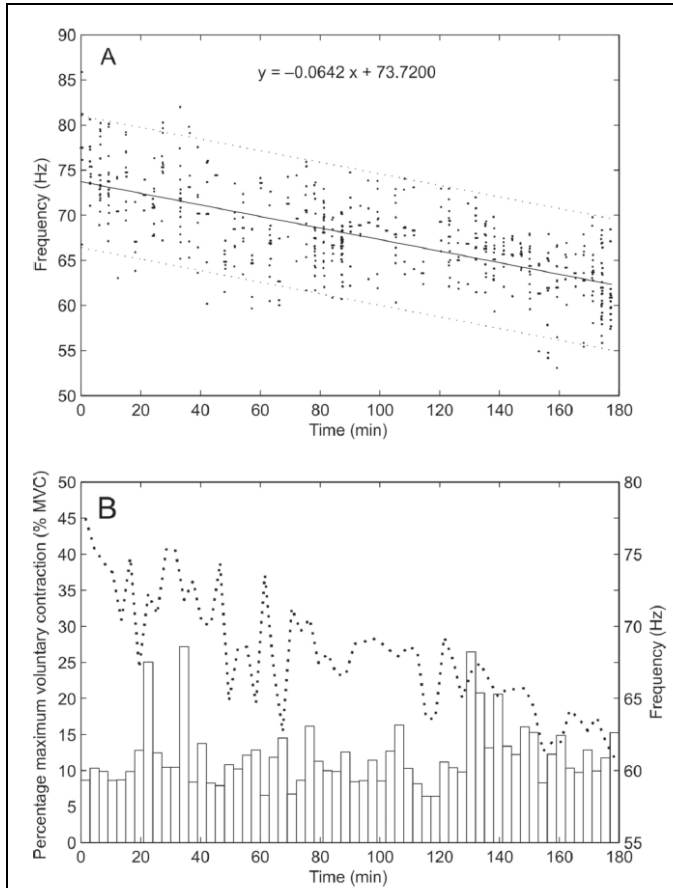 A
y = –0.0642 x + 73.7200
Frequency (Hz)
90
85
80
75
70
65
60
55
50
0 20 40 60 80 100 120 140 160 180
Time (min)
B
Percentage maximum voluntary contraction (% MVC)
50
45
40
35
30
25
20
15
10
5
0
80
75
70
65
60
55
Frequency (Hz)
0 20 40 60 80 100 120 140 160 180
Time (min)